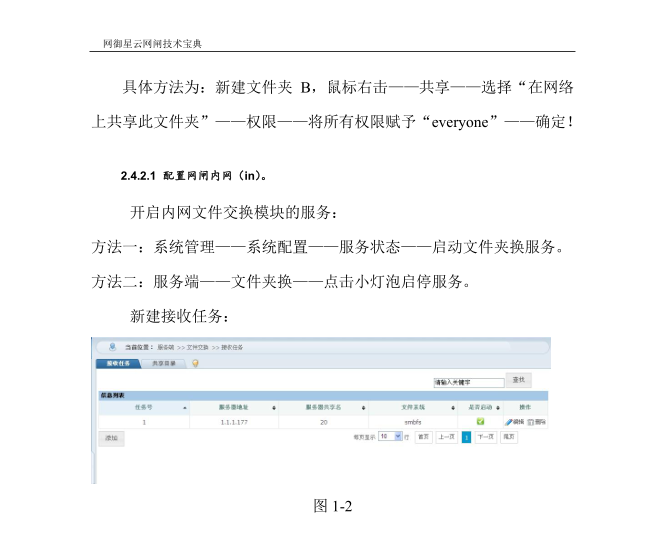 网御星云网闸技术宝典
具体方法为：新建文件夹 B，鼠标右击——共享——选择“在网络
上共享此文件夹”——权限——将所有权限赋予“everyone”——确定！
2.4.2.1 配置网闸内网（in）。
开启内网文件交换模块的服务：
方法一：系统管理——系统配置——服务状态——启动文件夹换服务。
方法二：服务端——文件夹换——点击小灯泡启停服务。
新建接收任务：
当前位置： 服务端 >> 文件交换 >> 接收任务
接收任务 共享目录
请输入关键字 查找
信息列表
任务号 服务器地址 服务器共享名 文件系统 是否启动 操作
1 1.1.1.177 20 smbfs 编辑 删除
添加 每页显示 10 行 首页 上一页 1 下一页 尾页
图 1-2